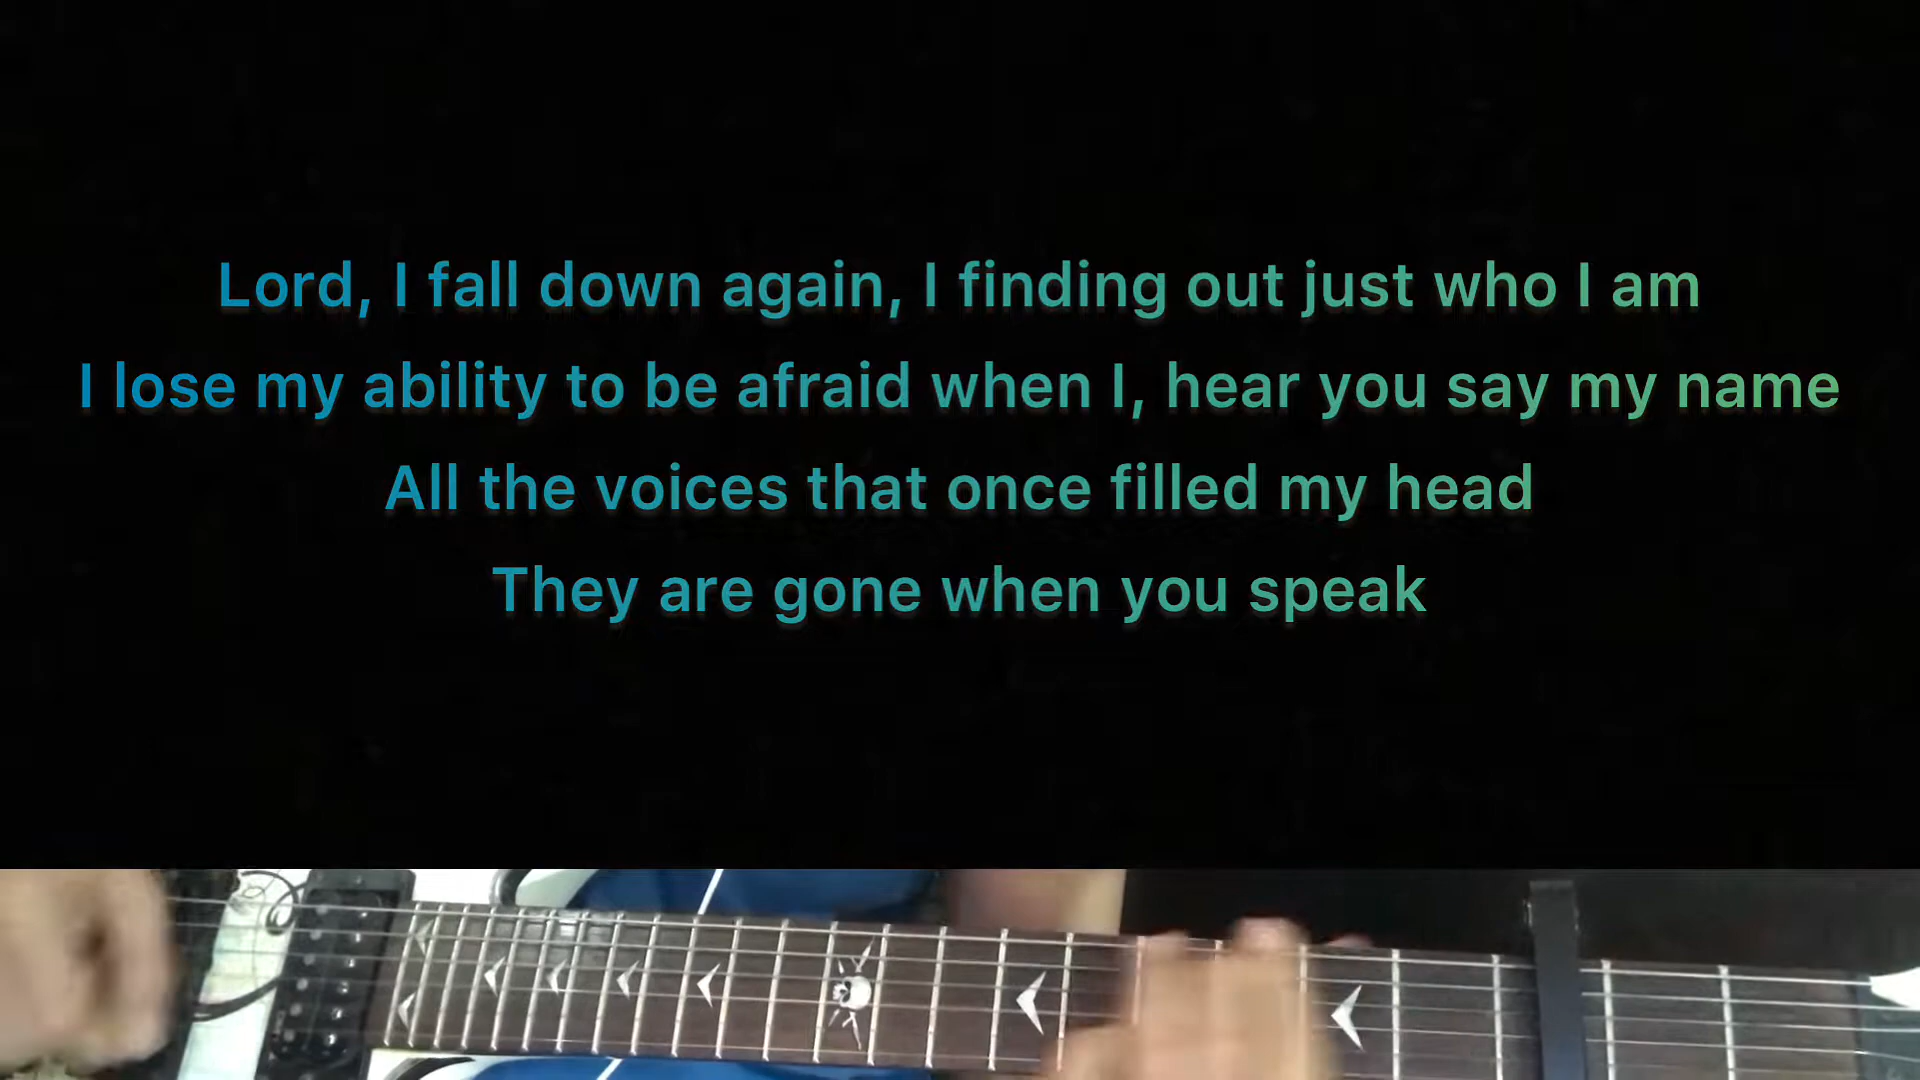 Lord, I fall down again, I finding out just who I am
I lose my ability to be afraid when I, hear you say my name
All the voices that once filled my head
They are gone when you speak